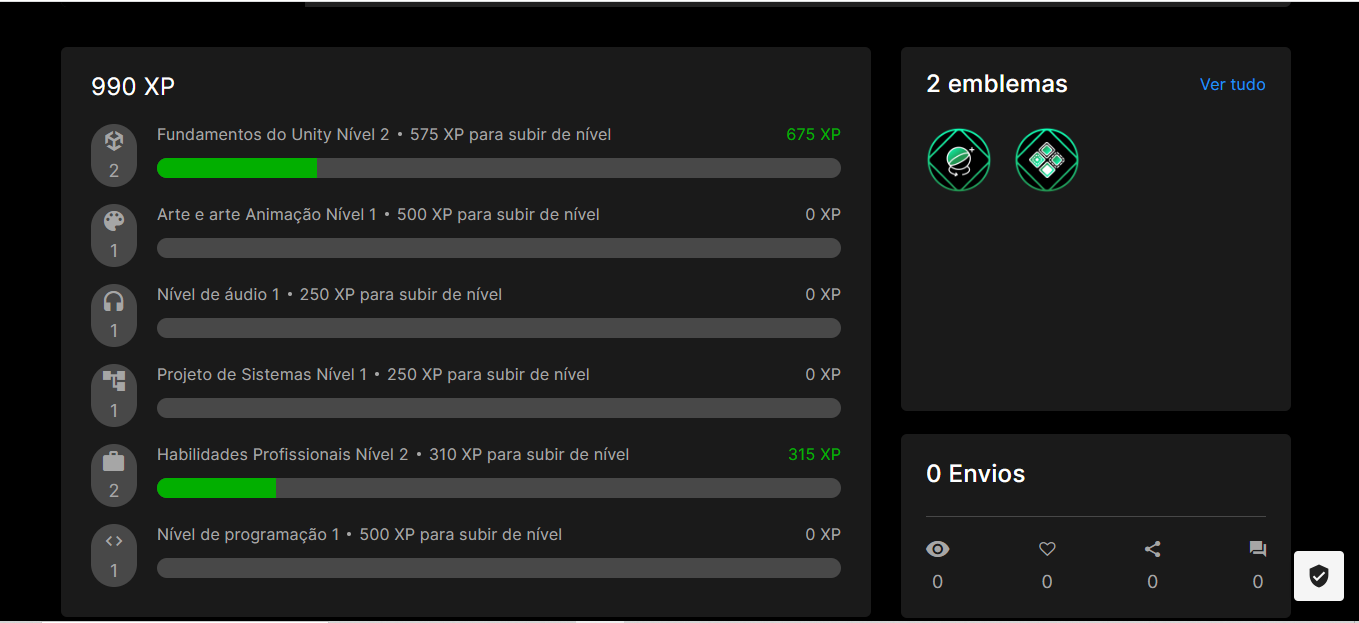 990 XP
2
Fundamentos do Unity Nível 2 • 575 XP para subir de nível 675 XP
1
Arte e arte Animação Nível 1 • 500 XP para subir de nível 0 XP
1
Nível de áudio 1 • 250 XP para subir de nível 0 XP
1
Projeto de Sistemas Nível 1 • 250 XP para subir de nível 0 XP
2
Habilidades Profissionais Nível 2 • 310 XP para subir de nível 315 XP
1
Nível de programação 1 • 500 XP para subir de nível 0 XP
2 emblemas Ver tudo
0 Envios
0 0 0 0